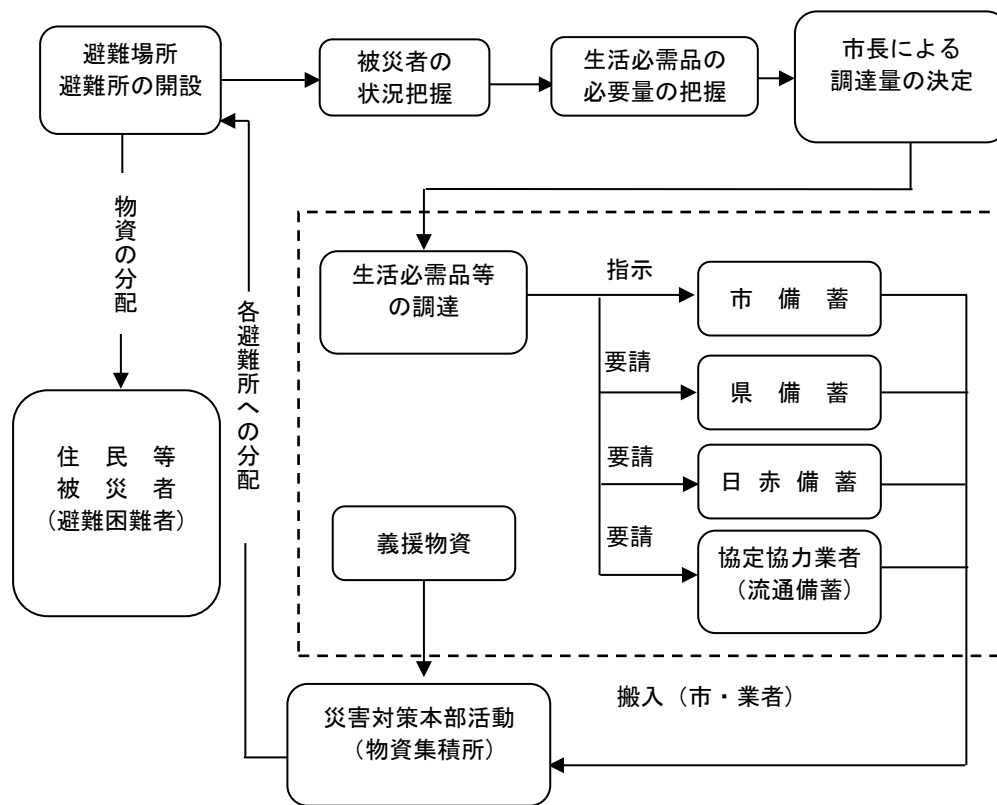 避難場所
避難所の開設
被災者の
状況把握
生活必需品の
必要量の把握
市長による
調達量の決定
物資の分配
各避難所への分配
生活必需品等
の調達
指示
市　備　蓄
要請
県　備　蓄
要請
日　赤　備　蓄
要請
協定協力業者
（流通備蓄）
住　民　等
被　災　者
（避難困難者）
義援物資
搬入（市・業者）
災害対策本部活動
（物資集積所）